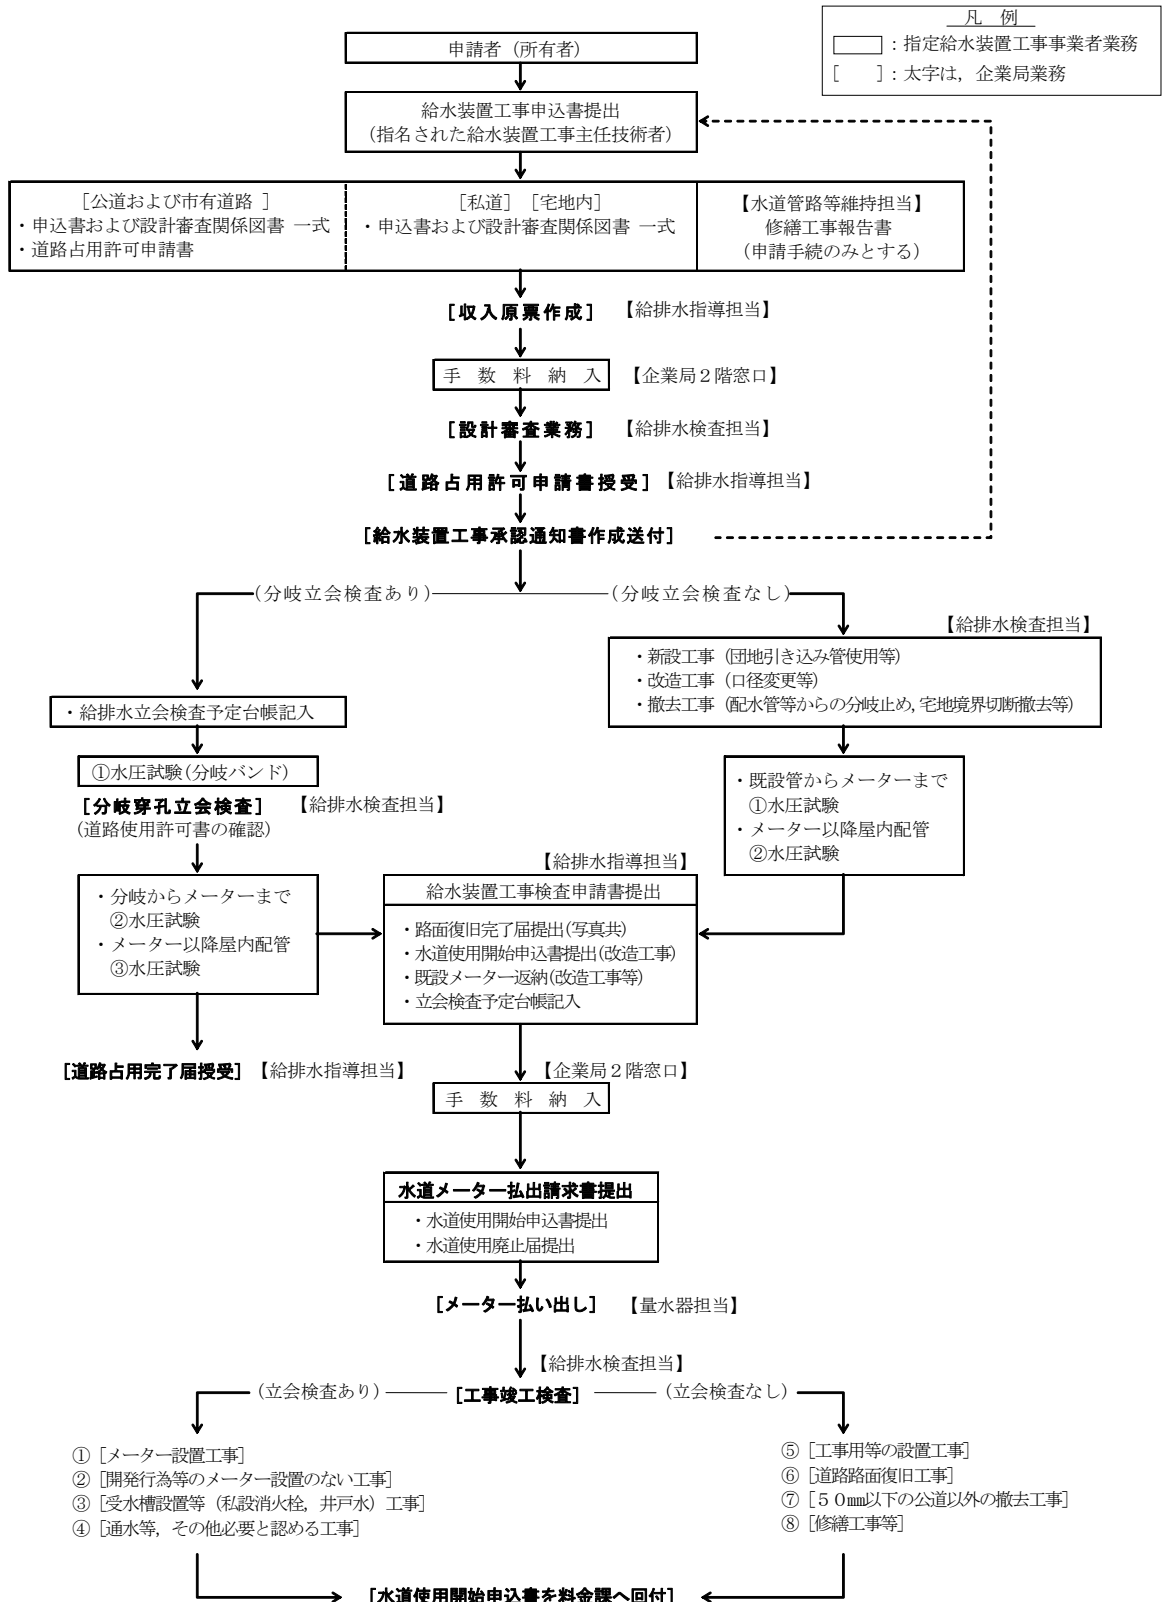 凡 例
：指定給水装置工事事業者業務
［ ］：太字は，企業局業務
申請者（所有者）
給水装置工事申込書提出
(指名された給水装置工事主任技術者)
［公道および市有道路 ］
・申込書および設計審査関係図書 一式
・道路占用許可申請書
［私道］［宅地内］
・申込書および設計審査関係図書 一式
【水道管路等維持担当】
修繕工事報告書
（申請手続のみとする）
［収入原票作成］ 【給排水指導担当】
手 数 料 納 入 【企業局２階窓口】
［設計審査業務］ 【給排水検査担当】
［道路占用許可申請書授受］【給排水指導担当】
［給水装置工事承認通知書作成送付］
(分岐立会検査あり) (分岐立会検査なし)
【給排水検査担当】
・新設工事（団地引き込み管使用等）
・改造工事（口径変更等）
・撤去工事（配水管等からの分岐止め，宅地境界切断撤去等）
・給排水立会検査予定台帳記入
①水圧試験(分岐バンド)
［分岐穿孔立会検査］ 【給排水検査担当】
(道路使用許可書の確認)
・既設管からメーターまで
①水圧試験
・メーター以降屋内配管
②水圧試験
・分岐からメーターまで
②水圧試験
・メーター以降屋内配管
③水圧試験
【給排水指導担当】
給水装置工事検査申請書提出
・路面復旧完了届提出(写真共)
・水道使用開始申込書提出(改造工事)
・既設メーター返納(改造工事等)
・立会検査予定台帳記入
［道路占用完了届授受］【給排水指導担当】
【企業局２階窓口】
手 数 料 納 入
水道メーター払出請求書提出
・水道使用開始申込書提出
・水道使用廃止届提出
［メーター払い出し］ 【量水器担当】
【給排水検査担当】
(立会検査あり) ［工事竣工検査］ (立会検査なし)
①［メーター設置工事］
②［開発行為等のメーター設置のない工事］
③［受水槽設置等（私設消火栓，井戸水）工事］
④［通水等，その他必要と認める工事］
⑤［工事用等の設置工事］
⑥［道路路面復旧工事］
⑦［５０㎜以下の公道以外の撤去工事］
⑧［修繕工事等］
［水道使用開始申込書を料金課へ回付］